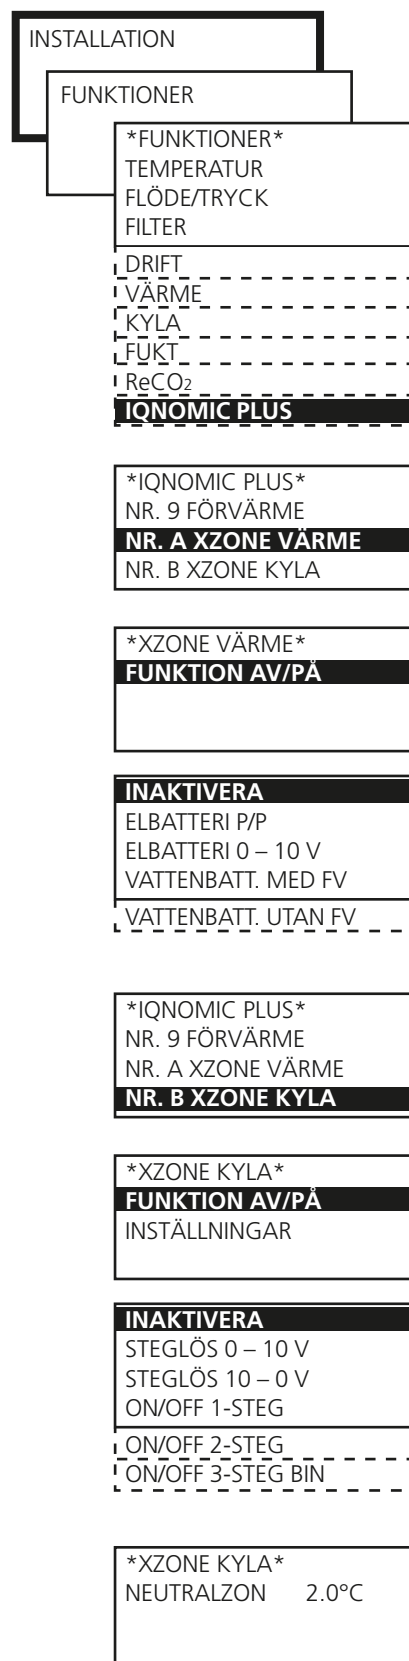 INSTALLATION
FUNKTIONER
*FUNKTIONER*
TEMPERATUR
FLÖDE/TRYCK
FILTER
DRIFT
VÄRME
KYLA
FUKT
ReCO2
IQNOMIC PLUS
*IQNOMIC PLUS*
NR. 9 FÖRVÄRME
NR. A XZONE VÄRME
NR. B XZONE KYLA
*XZONE VÄRME*
FUNKTION AV/PÅ
INAKTIVERA
ELBATTERI P/P
ELBATTERI 0 – 10 V
VATTENBATT. MED FV
VATTENBATT. UTAN FV
*IQNOMIC PLUS*
NR. 9 FÖRVÄRME
NR. A XZONE VÄRME
NR. B XZONE KYLA
*XZONE KYLA*
FUNKTION AV/PÅ
INSTÄLLNINGAR
INAKTIVERA
STEGLÖS 0 – 10 V
STEGLÖS 10 – 0 V
ON/OFF 1-STEG
ON/OFF 2-STEG
ON/OFF 3-STEG BIN
*XZONE KYLA*
NEUTRALZON 2.0°C